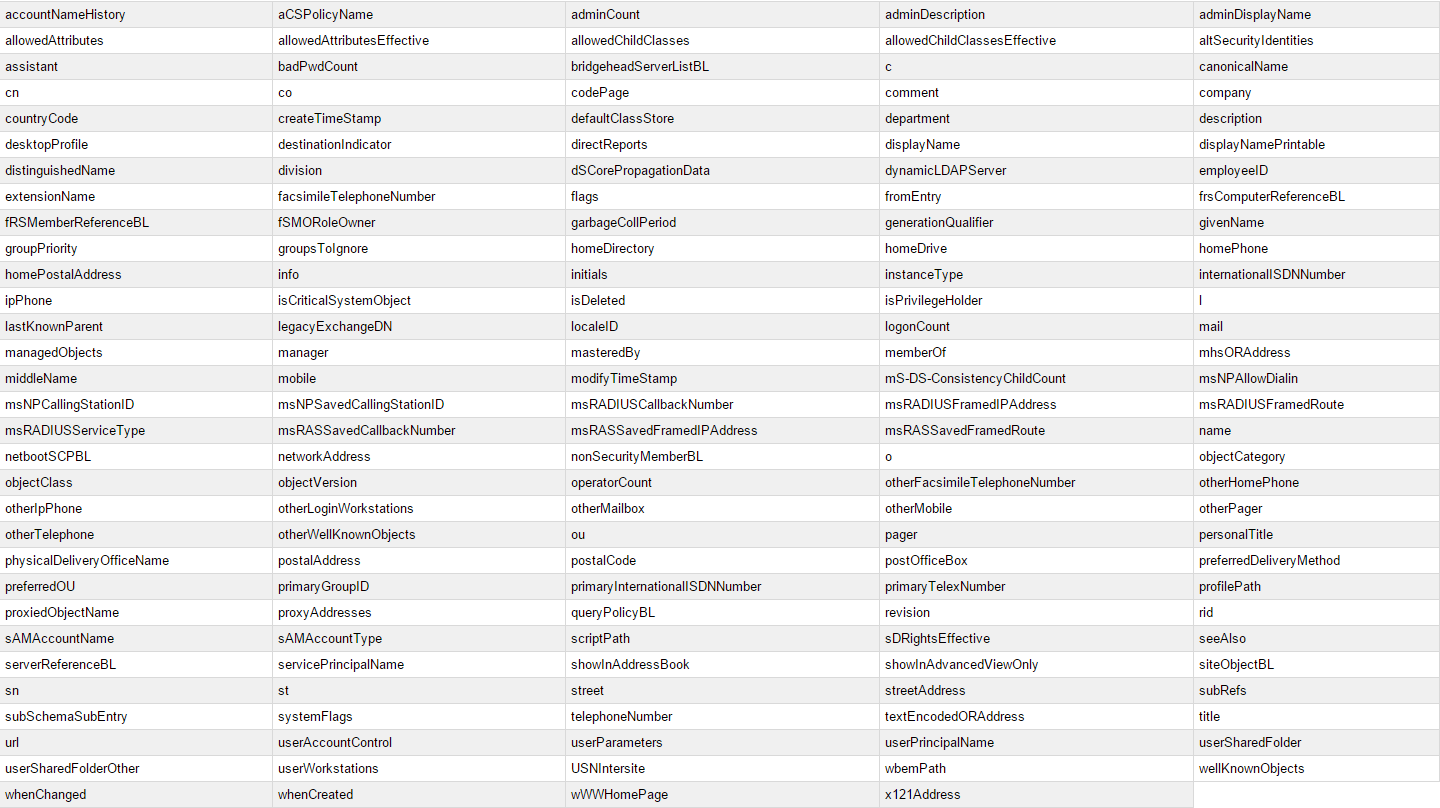 accountNameHistory aCSPolicyName adminCount adminDescription adminDisplayName
allowedAttributes allowedAttributesEffective allowedChildClasses allowedChildClassesEffective altSecurityIdentities
assistant badPwdCount bridgeheadServerListBL c canonicalName
cn co codePage comment company
countryCode createTimeStamp defaultClassStore department description
desktopProfile destinationIndicator directReports displayName displayNamePrintable
distinguishedName division dSCorePropagationData dynamicLDAPServer employeeID
extensionName facsimileTelephoneNumber flags fromEntry frsComputerReferenceBL
fRSMemberReferenceBL fSMORoleOwner garbageCollPeriod generationQualifier givenName
groupPriority groupsToIgnore homeDirectory homeDrive homePhone
homePostalAddress info initials instanceType internationalISDNNumber
ipPhone isCriticalSystemObject isDeleted isPrivilegeHolder l
lastKnownParent legacyExchangeDN localeID logonCount mail
managedObjects manager masteredBy memberOf mhsORAddress
middleName mobile modifyTimeStamp mS-DS-ConsistencyChildCount msNPAllowDialin
msNPCallingStationID msNPSavedCallingStationID msRADIUSCallbackNumber msRADIUSFramedIPAddress msRADIUSFramedRoute
msRADIUSServiceType msRASSavedCallbackNumber msRASSavedFramedIPAddress msRASSavedFramedRoute name
netbootSCPBL networkAddress nonSecurityMemberBL o objectCategory
objectClass objectVersion operatorCount otherFacsimileTelephoneNumber otherHomePhone
otherIpPhone otherLoginWorkstations otherMailbox otherMobile otherPager
otherTelephone otherWellKnownObjects ou pager personalTitle
physicalDeliveryOfficeName postalAddress postalCode postOfficeBox preferredDeliveryMethod
preferredOU primaryGroupID primaryInternationalISDNNumber primaryTelexNumber profilePath
proxiedObjectName proxyAddresses queryPolicyBL revision rid
sAMAccountName sAMAccountType scriptPath sDRightsEffective seeAlso
serverReferenceBL servicePrincipalName showInAddressBook showInAdvancedViewOnly siteObjectBL
sn st street streetAddress subRefs
subSchemaSubEntry systemFlags telephoneNumber textEncodedORAddress title
url userAccountControl userParameters userPrincipalName userSharedFolder
userSharedFolderOther userWorkstations USNIntersite wbemPath wellKnownObjects
whenChanged whenCreated wWWHomePage x121Address